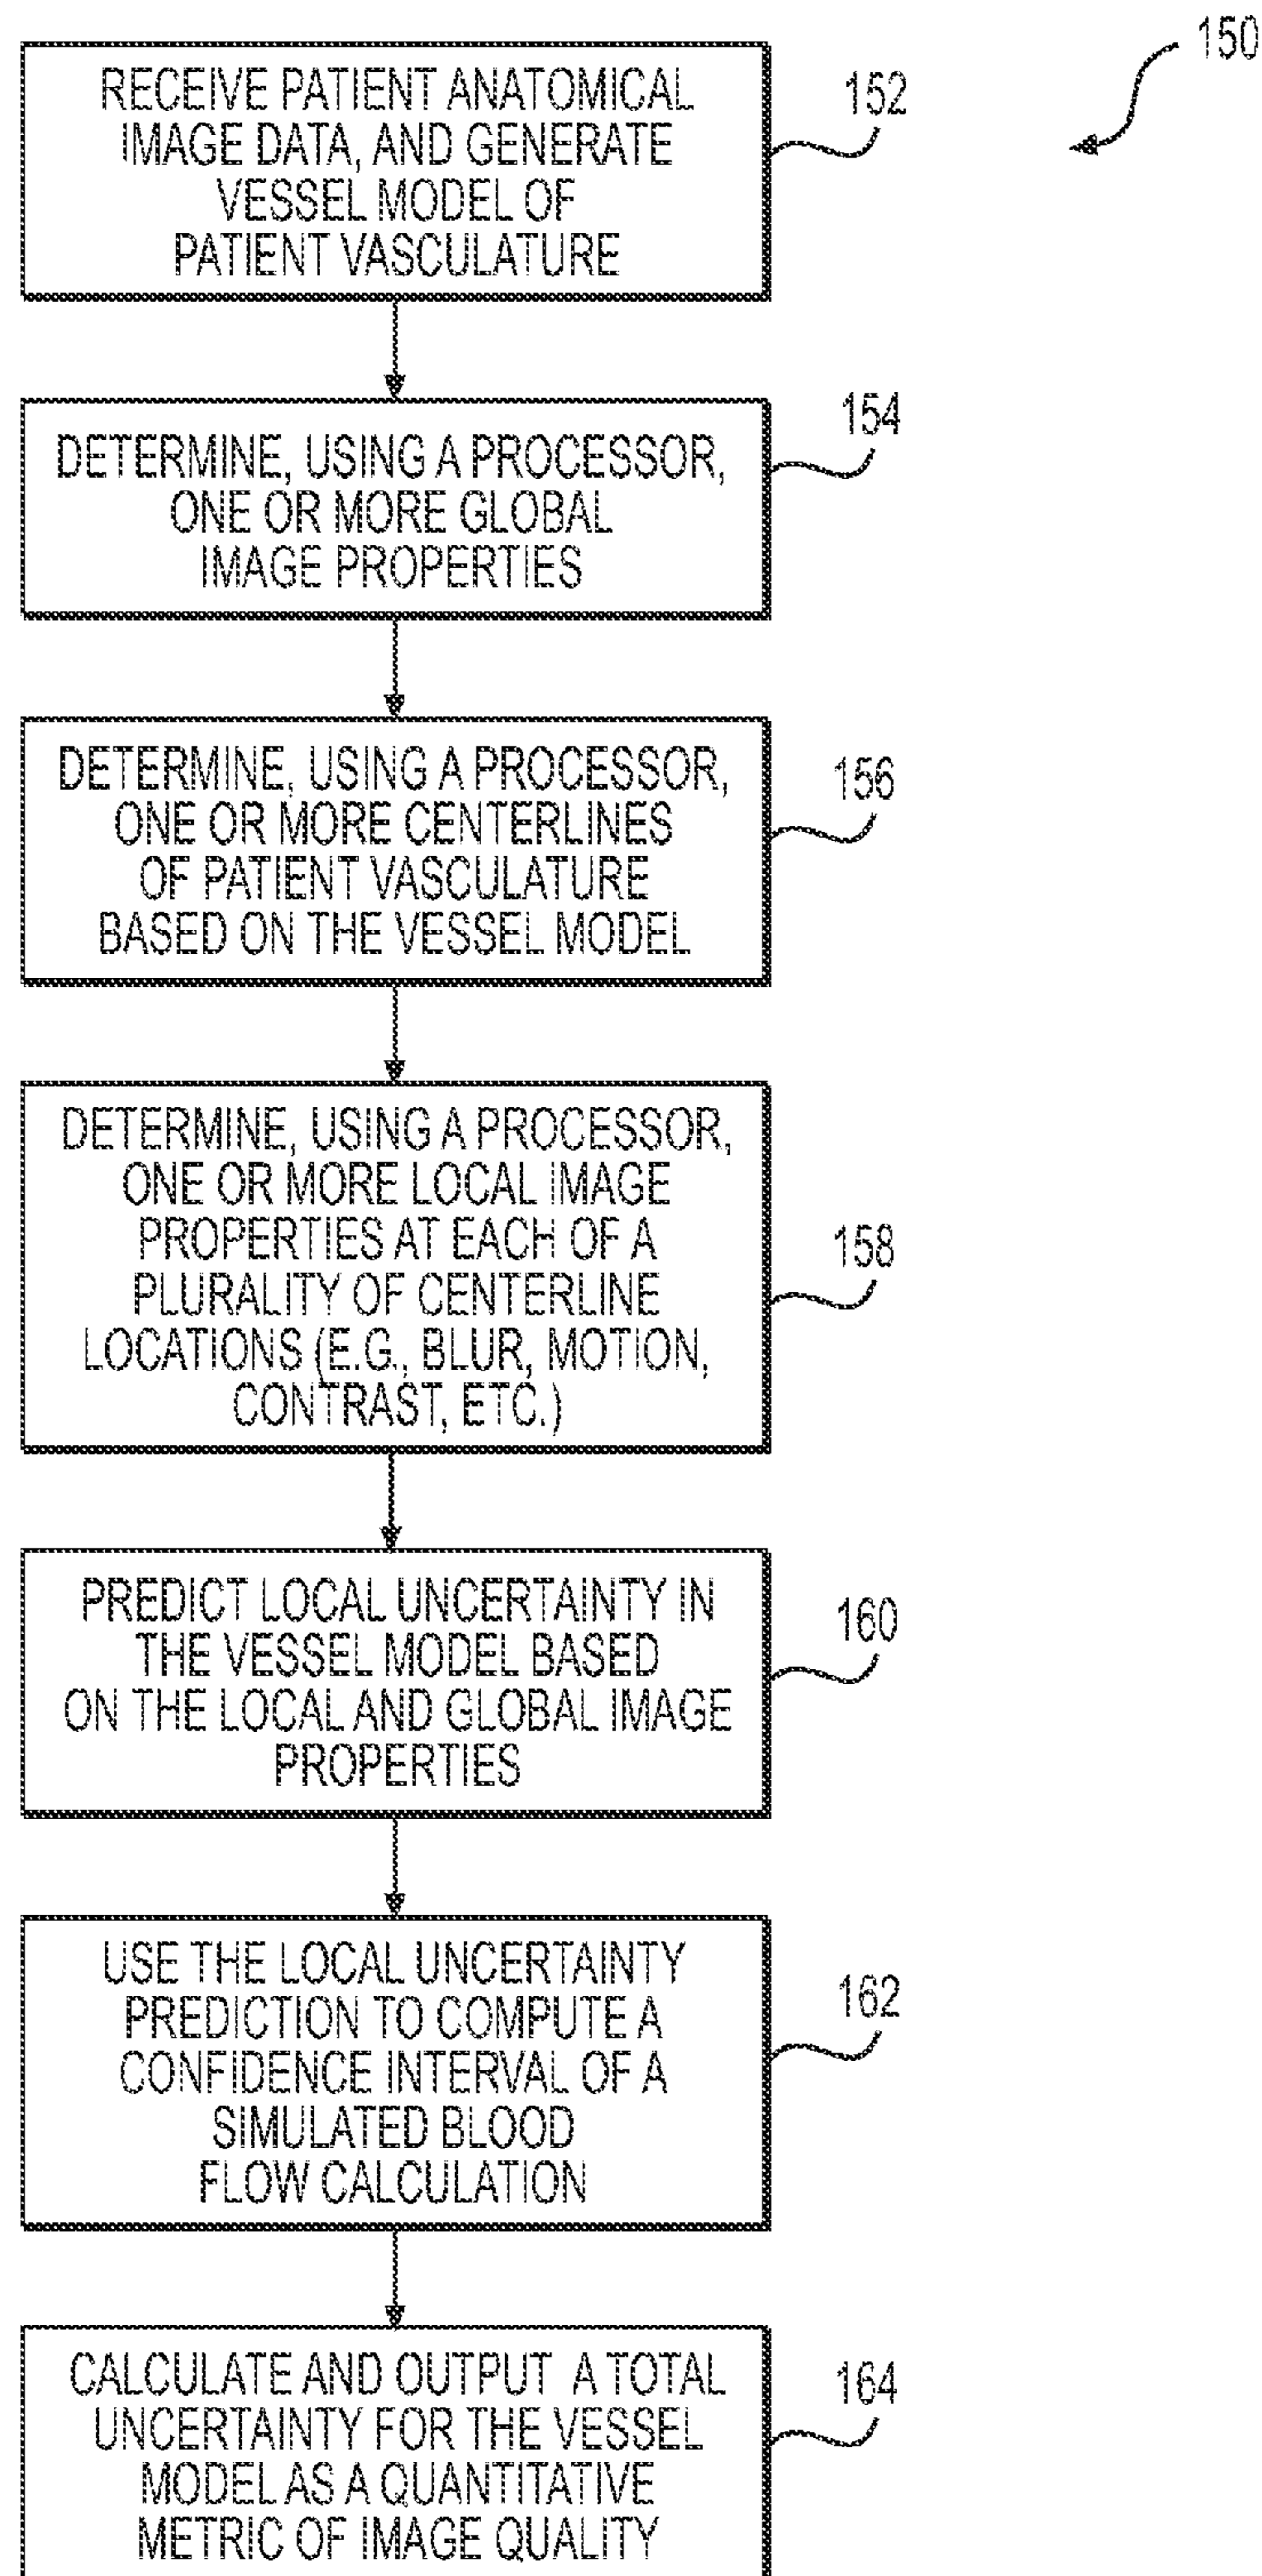 150
RECEIVE PATIENT ANATOMICAL
IMAGE DATA, AND GENERATE
VESSEL MODEL OF
PATIENT VASCULATURE
152
DETERMINE, USING A PROCESSOR,
ONE OR MORE GLOBAL
IMAGE PROPERTIES
154
DETERMINE, USING A PROCESSOR,
ONE OR MORE CENTERLINES
OF PATIENT VASCULATURE
BASED ON THE VESSEL MODEL
156
DETERMINE, USING A PROCESSOR,
ONE OR MORE LOCAL IMAGE
PROPERTIES AT EACH OF A
PLURALITY OF CENTERLINE
LOCATIONS (E.G., BLUR, MOTION,
CONTRAST, ETC.)
158
PREDICT LOCAL UNCERTAINTY IN
THE VESSEL MODEL BASED
ON THE LOCAL AND GLOBAL IMAGE
PROPERTIES
160
USE THE LOCAL UNCERTAINTY
PREDICTION TO COMPUTE A
CONFIDENCE INTERVAL OF A
SIMULATED BLOOD
FLOW CALCULATION
162
CALCULATE AND OUTPUT A TOTAL
UNCERTAINTY FOR THE VESSEL
MODEL AS A QUANTITATIVE
METRIC OF IMAGE QUALITY
164